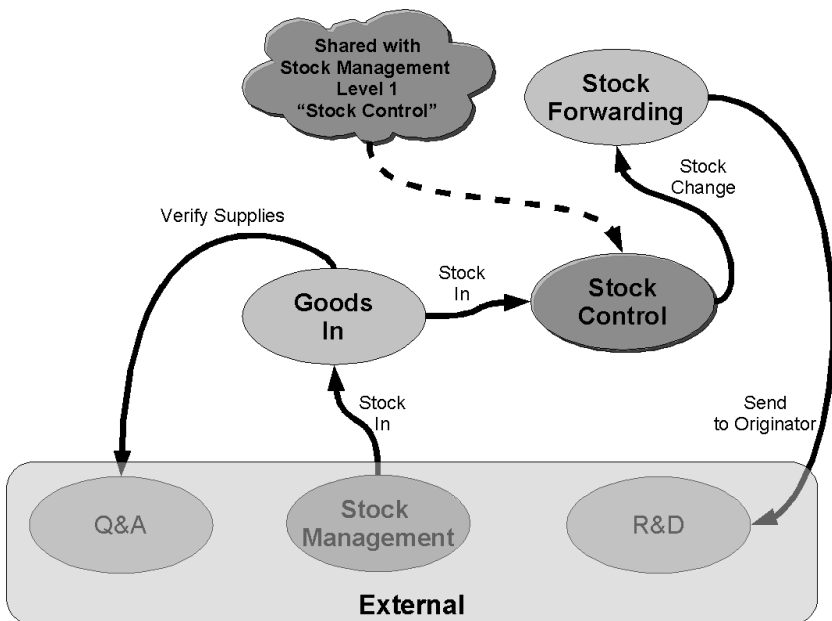 Shared with
Stock Management
Level 1
“Stock Control”
Stock
Forwarding
Stock
Change
Verify Supplies
Stock
In
Goods
In
Stock
Control
Stock
In
Send
to Originator
Q&A
Stock
Management
R&D
External